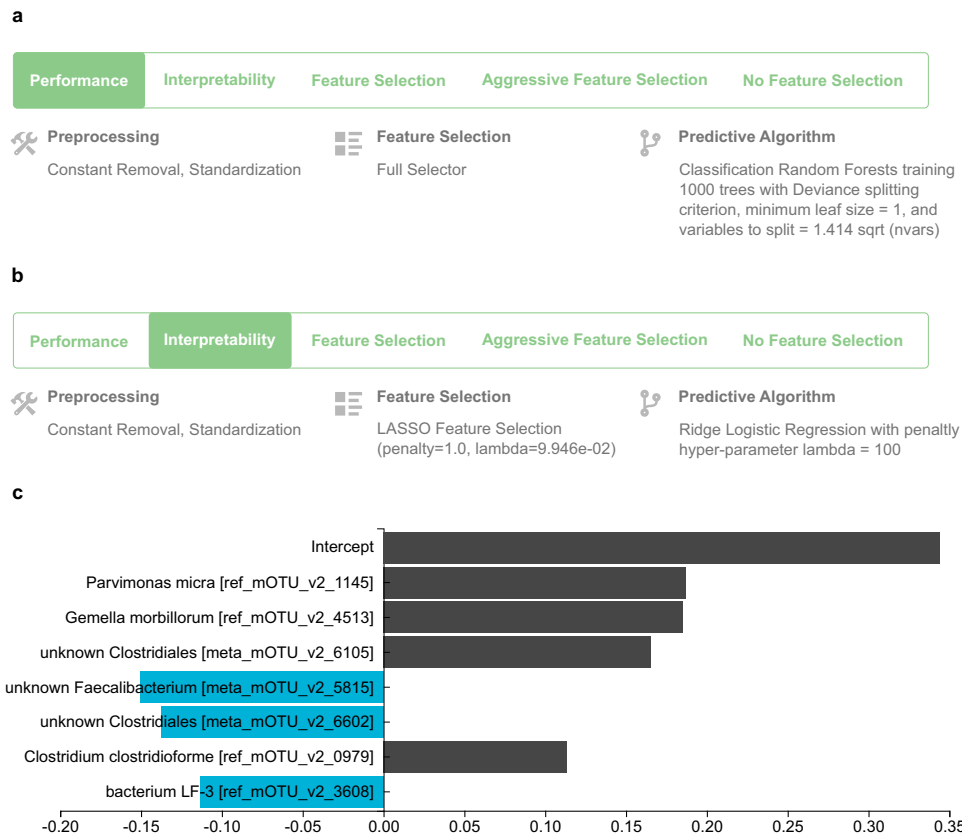 a
Performance Interpretability Feature Selection Aggressive Feature Selection No Feature Selection
Preprocessing
Constant Removal, Standardization
Feature Selection
Full Selector
Predictive Algorithm
Classification Random Forests training
1000 trees with Deviance splitting
criterion, minimum leaf size = 1, and
variables to split = 1.414 sqrt (nvars)
b
Performance Interpretability Feature Selection Aggressive Feature Selection No Feature Selection
Preprocessing
Constant Removal, Standardization
Feature Selection
LASSO Feature Selection
(penalty=1.0, lambda=9.946e-02)
Predictive Algorithm
Ridge Logistic Regression with penaltly
hyper-parameter lambda = 100
c
Intercept
Parvimonas micra [ref_mOTU_v2_1145]
Gemella morbillorum [ref_mOTU_v2_4513]
unknown Clostridiales [meta_mOTU_v2_6105]
unknown Faecalibacterium [meta_mOTU_v2_5815]
unknown Clostridiales [meta_mOTU_v2_6602]
Clostridium clostridioforme [ref_mOTU_v2_0979]
bacterium LF-3 [ref_mOTU_v2_3608]
-0.20 -0.15 -0.10 -0.05 0.00 0.05 0.10 0.15 0.20 0.25 0.30 0.35